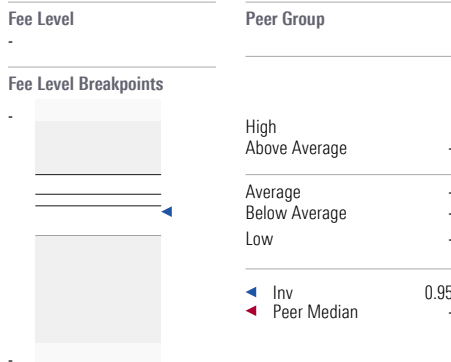 Fee Level
-
Fee Level Breakpoints
-
-
Peer Group
High
Above Average -
Average -
Below Average -
Low -
Inv 0.95
Peer Median -